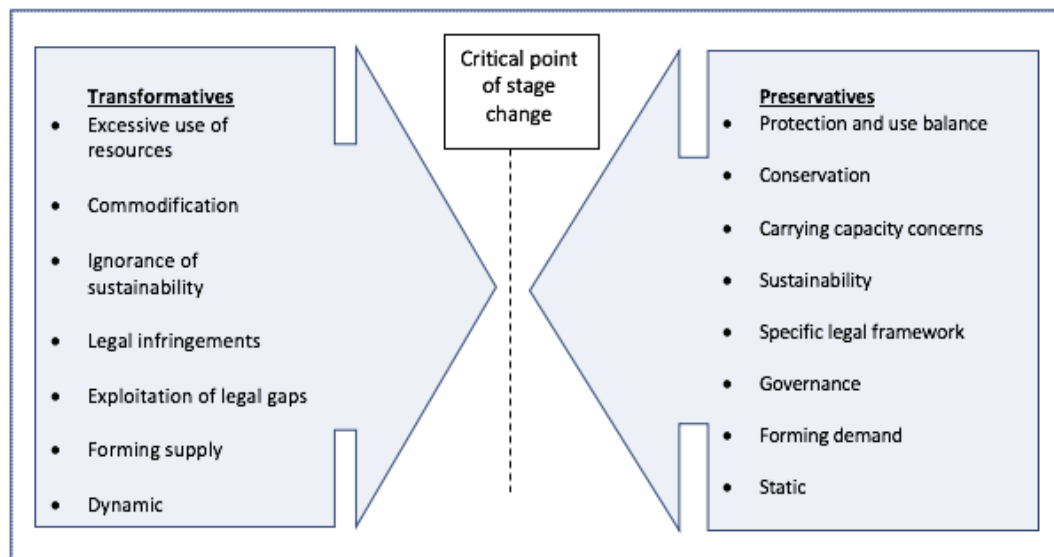 Transformatives
• Excessive use of
resources
• Commodification
• Ignorance of
sustainability
• Legal infringements
• Exploitation of legal gaps
• Forming supply
• Dynamic
Critical point
of stage
change
Preservatives
• Protection and use balance
• Conservation
• Carrying capacity concerns
• Sustainability
• Specific legal framework
• Governance
• Forming demand
• Static